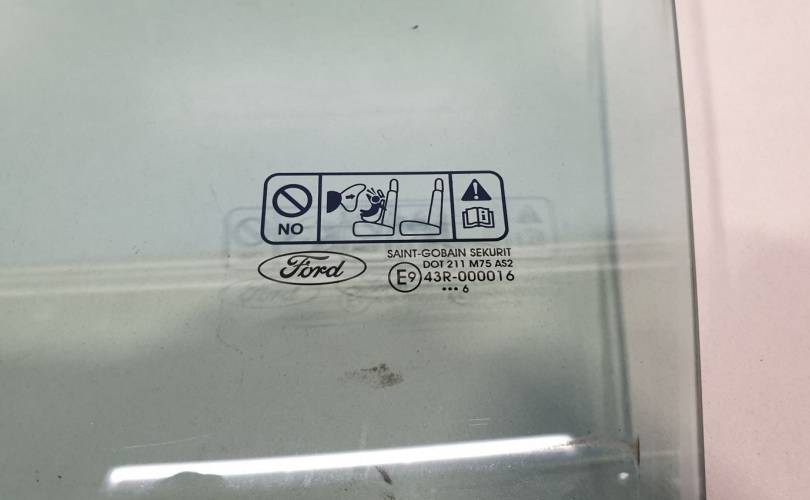 NO
Ford
SAINT-GOBAIN SEKURIT
DOT 211 M75 AS2
E9 43R-000016
••• 6